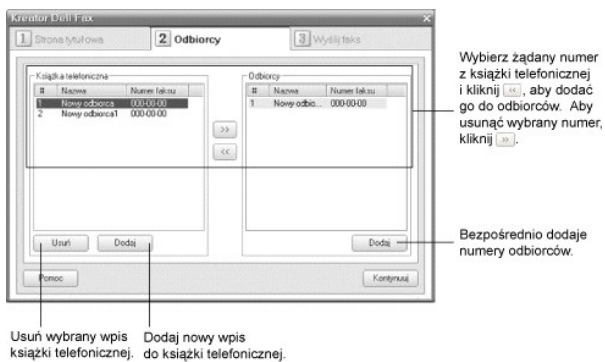 Kreator Dell Fax
1 Strona tytułowa 2 Odbiorcy 3 Wyślij faks
Książka telefoniczna
# Nazwa Numer faksu
1 Nowy odbiorca 000-00-00
2 Nowy odbiorca1 000-00-00
>>
<<
Odbiorcy
# Nazwa Numer faksu
1 Nowy odbio... 000-00-00
Usuń Dodaj
Dodaj
Pomoc
Kontynuuj
Wybierz żądany numer
z książki telefonicznej
i kliknij <<, aby dodać
go do odbiorców. Aby
usunąć wybrany numer,
kliknij >>.
Bezpośrednio dodaje
numery odbiorców.
Usuń wybrany wpis
książki telefonicznej.
Dodaj nowy wpis
do książki telefonicznej.